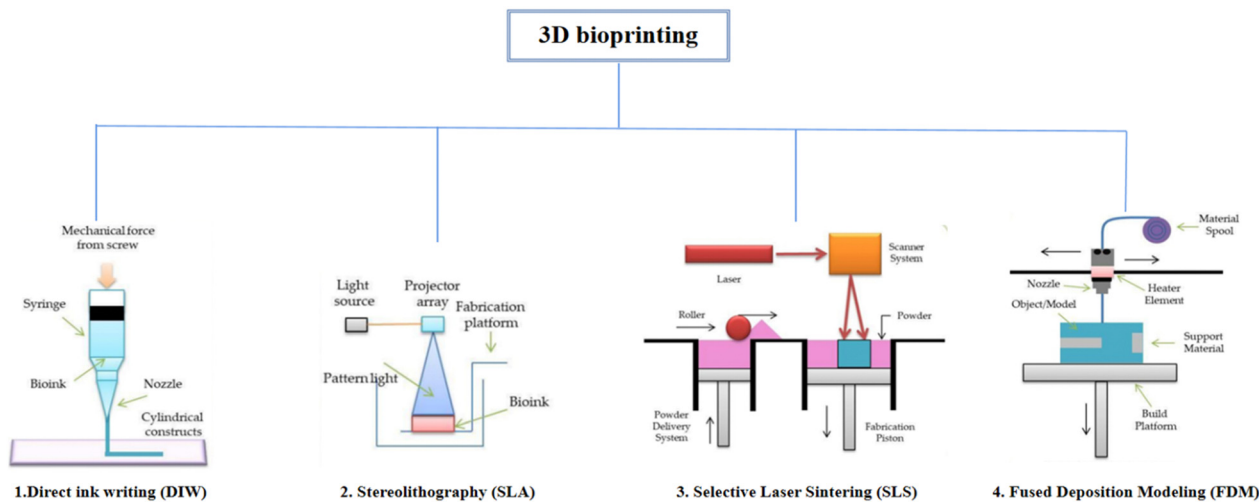 3D bioprinting
Mechanical force
from screw
Syringe
Bioink
Nozzle
Cylindrical
constructs
1.Direct ink writing (DIW)
Light
source
Projector
array
Fabrication
platform
Pattern light
Bioink
2. Stereolithography (SLA)
Laser
Scanner
System
Roller
Powder
Powder
Delivery
System
Fabrication
Piston
3. Selective Laser Sintering (SLS)
Material
Spool
Nozzle
Heater
Element
Object/Model
Support
Material
Build
Platform
4. Fused Deposition Modeling (FDM)